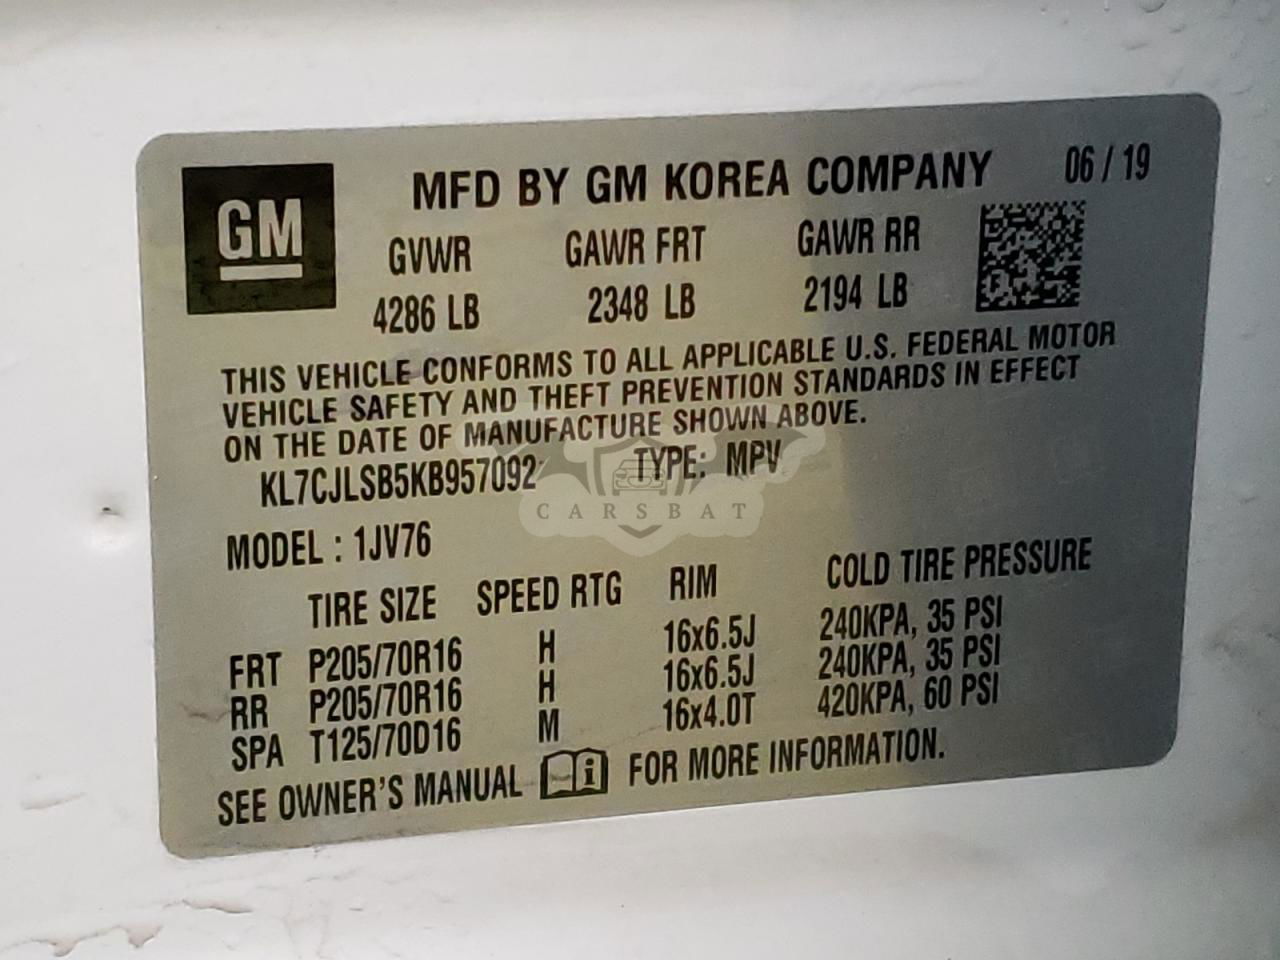 GM
MFD BY GM KOREA COMPANY 06 / 19
GVWR GAWR FRT GAWR RR
4286 LB 2348 LB 2194 LB
THIS VEHICLE CONFORMS TO ALL APPLICABLE U.S. FEDERAL MOTOR
VEHICLE SAFETY AND THEFT PREVENTION STANDARDS IN EFFECT
ON THE DATE OF MANUFACTURE SHOWN ABOVE.
KL7CJLSB5KB957092 TYPE: MPV
CARSBAT
MODEL : 1JV76
TIRE SIZE SPEED RTG RIM COLD TIRE PRESSURE
FRT P205/70R16 H 16x6.5J 240KPA, 35 PSI
RR P205/70R16 H 16x6.5J 240KPA, 35 PSI
SPA T125/70D16 M 16x4.0T 420KPA, 60 PSI
SEE OWNER'S MANUAL i FOR MORE INFORMATION.